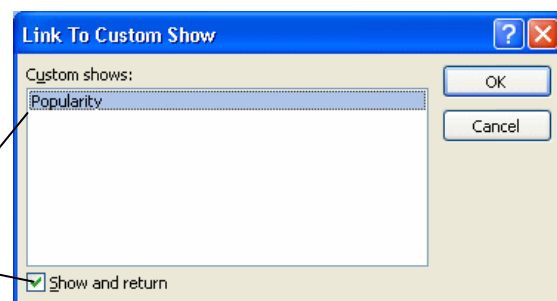 Link To Custom Show
Custom shows:
Popularity
OK
Cancel
Show and return